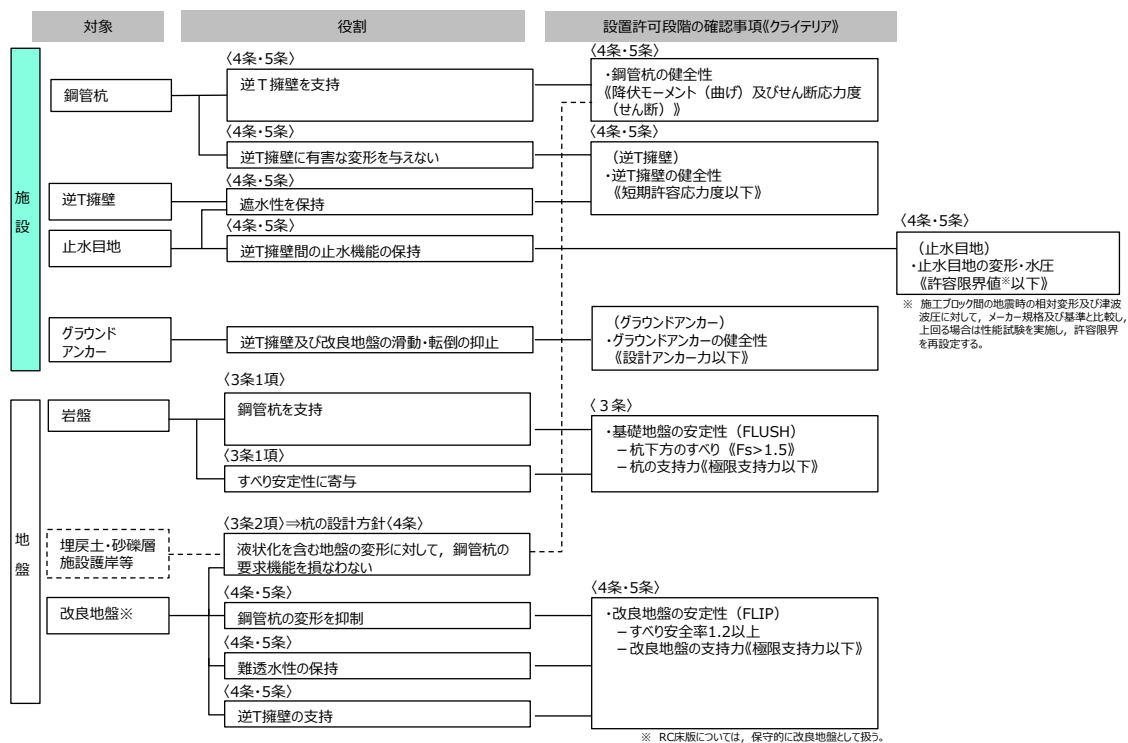 対象
役割
設置許可段階の確認事項《クライテリア》
施設
鋼管杭
〈4条・5条〉
逆Ｔ擁壁を支持
〈4条・5条〉
・鋼管杭の健全性
《降伏モーメント（曲げ）及びせん断応力度
（せん断）》
〈4条・5条〉
逆T擁壁に有害な変形を与えない
〈4条・5条〉
（逆T擁壁）
・逆T擁壁の健全性
《短期許容応力度以下》
逆T擁壁
〈4条・5条〉
遮水性を保持
止水目地
〈4条・5条〉
逆T擁壁間の止水機能の保持
〈4条・5条〉
（止水目地）
・止水目地の変形・水圧
《許容限界値※以下》
※ 施工ブロック間の地震時の相対変形及び津波
波圧に対して，メーカー規格及び基準と比較し，
上回る場合は性能試験を実施し，許容限界
を再設定する。
グラウンド
アンカー
逆T擁壁及び改良地盤の滑動・転倒の抑止
（グラウンドアンカー）
・グラウンドアンカーの健全性
《設計アンカー力以下》
地盤
岩盤
〈3条1項〉
鋼管杭を支持
〈3条1項〉
すべり安定性に寄与
〈３条〉
・基礎地盤の安定性（FLUSH）
－杭下方のすべり《Fs>1.5》
－杭の支持力《極限支持力以下》
埋戻土・砂礫層
施設護岸等
〈3条2項〉⇒杭の設計方針〈4条〉
液状化を含む地盤の変形に対して，鋼管杭の
要求機能を損なわない
改良地盤※
〈4条・5条〉
鋼管杭の変形を抑制
〈4条・5条〉
難透水性の保持
〈4条・5条〉
逆T擁壁の支持
〈4条・5条〉
・改良地盤の安定性（FLIP）
－すべり安全率1.2以上
－改良地盤の支持力《極限支持力以下》
※ RC床版については，保守的に改良地盤として扱う。